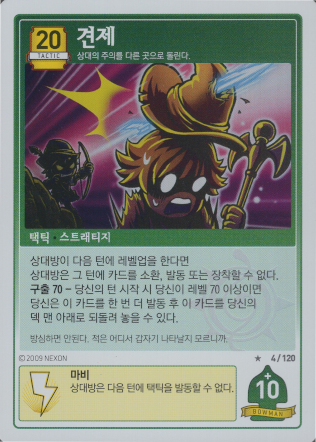 20
TACTIC
견제
상대의 주의를 다른 곳으로 돌린다.
택틱 · 스트래티지
상대방이 다음 턴에 레벨업을 한다면
상대방은 그 턴에 카드를 소환, 발동 또는 장착할 수 없다.
구출 70 - 당신의 턴 시작 시 당신이 레벨 70 이상이면
당신은 이 카드를 한 번 더 발동 후 이 카드를 당신의
덱 맨 아래로 되돌려 놓을 수 있다.
방심하면 안된다. 적은 어디서 갑자기 나타날지 모르니까.
©2009 NEXON
★ 4/120
마비
상대방은 다음 턴에 택틱을 발동할 수 없다.
+
10
BOWMAN